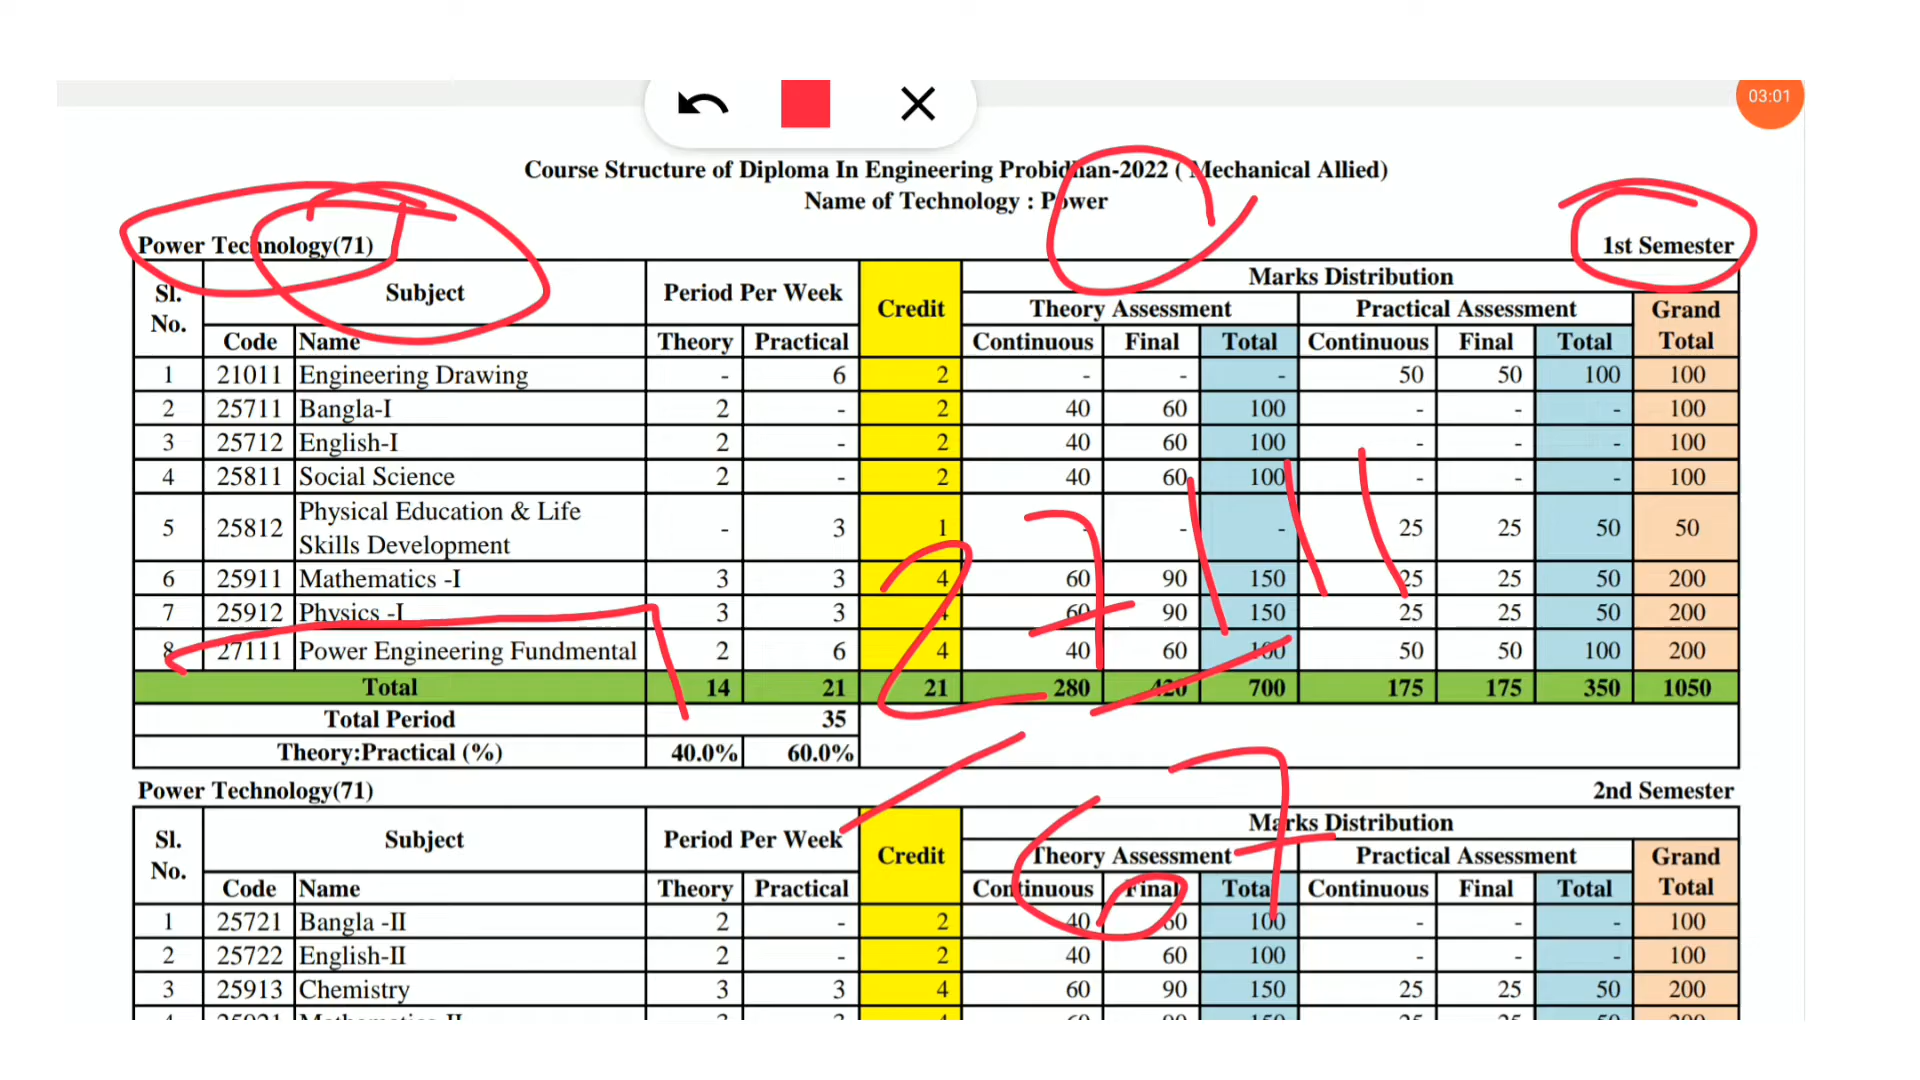 03:01
Course Structure of Diploma In Engineering Probidhan-2022 ( Mechanical Allied)
Name of Technology : Power
Power Technology(71) 1st Semester
Sl. No. Subject Period Per Week Credit Marks Distribution
Theory Assessment Practical Assessment Grand Total
Code Name Theory Practical Continuous Final Total Continuous Final Total
1 21011 Engineering Drawing - 6 2 - - - 50 50 100 100
2 25711 Bangla-I 2 - 2 40 60 100 - - - 100
3 25712 English-I 2 - 2 40 60 100 - - - 100
4 25811 Social Science 2 - 2 40 60 100 - - - 100
5 25812 Physical Education & Life Skills Development - 3 1 - - - 25 25 50 50
6 25911 Mathematics -I 3 3 4 60 90 150 25 25 50 200
7 25912 Physics -I 3 3 4 60 90 150 25 25 50 200
8 27111 Power Engineering Fundmental 2 6 4 40 60 100 50 50 100 200
Total 14 21 21 280 420 700 175 175 350 1050
Total Period 35
Theory:Practical (%) 40.0% 60.0%
27111
67
Power Technology(71) 2nd Semester
Sl. No. Subject Period Per Week Credit Marks Distribution
Theory Assessment Practical Assessment Grand Total
Code Name Theory Practical Continuous Final Total Continuous Final Total
1 25721 Bangla -II 2 - 2 40 60 100 - - - 100
2 25722 English-II 2 - 2 40 60 100 - - - 100
3 25913 Chemistry 3 3 4 60 90 150 25 25 50 200